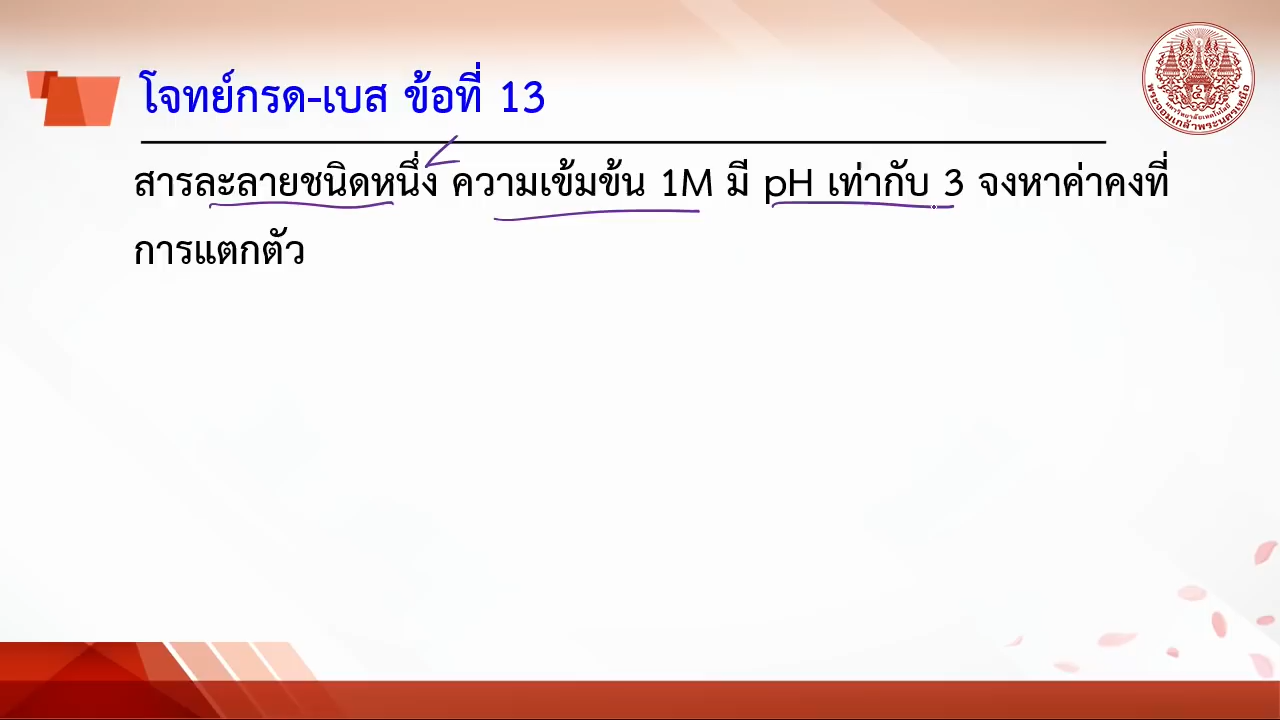 โจทย์กรด-เบส ข้อที่ 13
สารละลายชนิดหนึ่ง ความเข้มข้น 1M มี pH เท่ากับ 3 จงหาค่าคงที่
การแตกตัว